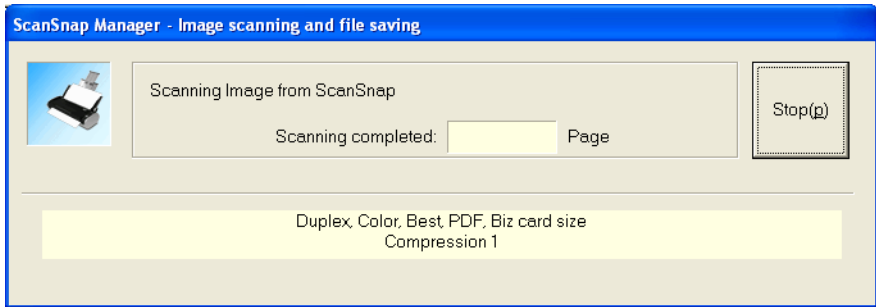 ScanSnap Manager - Image scanning and file saving
Scanning Image from ScanSnap
Stop(p)
Scanning completed: Page
Duplex, Color, Best, PDF, Biz card size
Compression 1